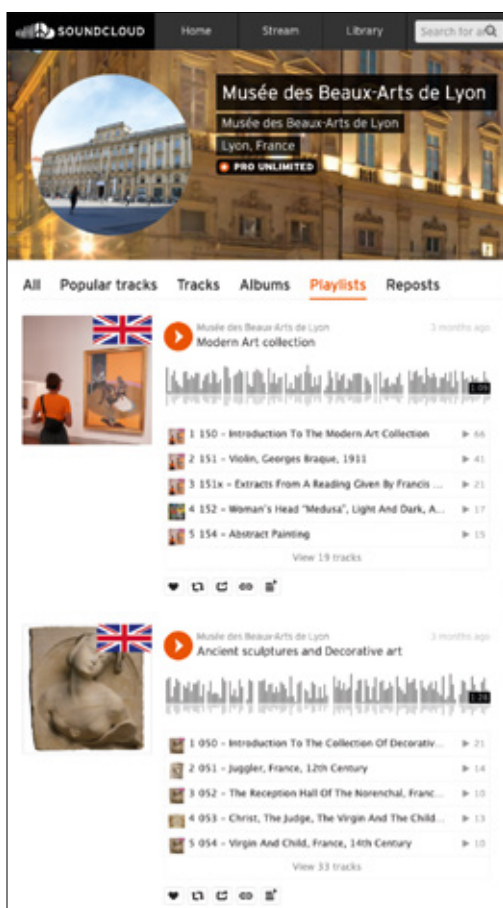 SOUNDCLOUD Home Stream Library Search for ar
Musée des Beaux-Arts de Lyon
Musée des Beaux-Arts de Lyon
Lyon, France
PRO UNLIMITED
All Popular tracks Tracks Albums Playlists Reposts
Musée des Beaux-Arts de Lyon 3 months ago
Modern Art collection
1:05
1 150 - Introduction To The Modern Art Collection 66
2 151 - Violin, Georges Braque, 1911 41
3 151x - Extracts From A Reading Given By Francis ... 21
4 152 - Woman's Head "Medusa", Light And Dark, A... 17
5 154 - Abstract Painting 15
View 19 tracks
Musée des Beaux-Arts de Lyon 3 months ago
Ancient sculptures and Decorative art
1:26
1 050 - Introduction To The Collection Of Decorativ... 21
2 051 - Juggler, France, 12th Century 14
3 052 - The Reception Hall Of The Norenchal, Franc... 10
4 053 - Christ, The Judge, The Virgin And The Child... 13
5 054 - Virgin And Child, France, 14th Century 10
View 33 tracks